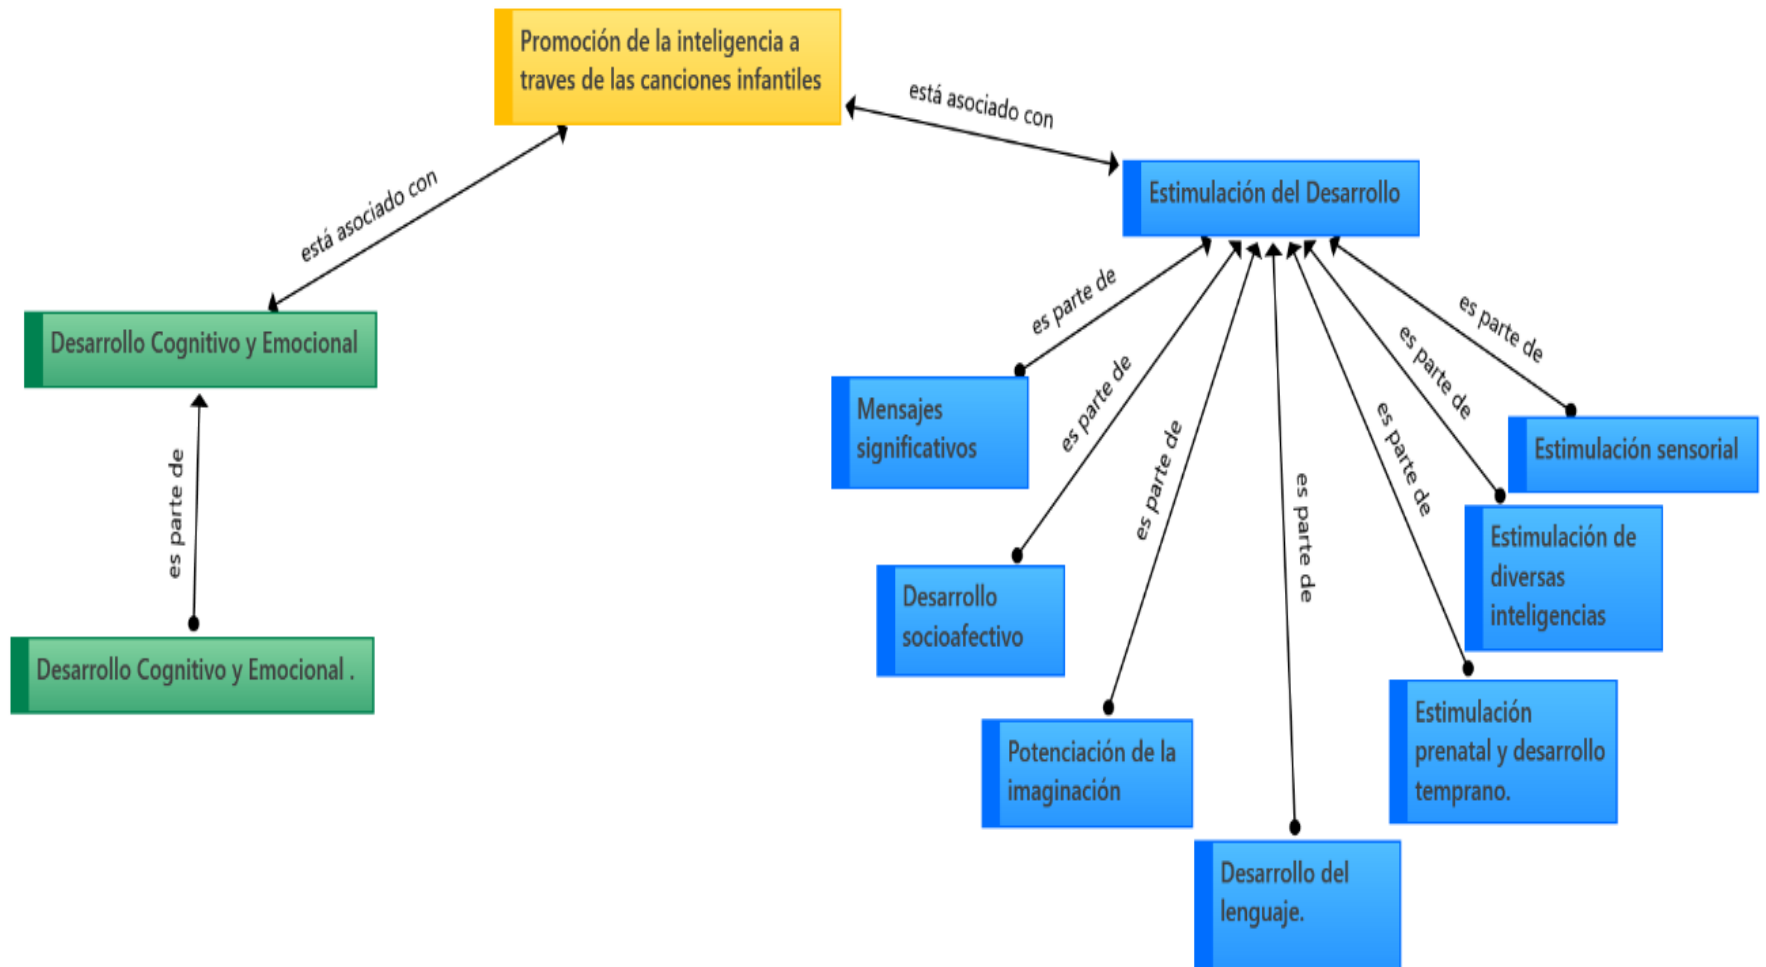 Promoción de la inteligencia a
traves de las canciones infantiles
está asociado con
está asociado con
Estimulación del Desarrollo
Desarrollo Cognitivo y Emocional
es parte de
Desarrollo Cognitivo y Emocional .
es parte de
es parte de
es parte de
es parte de
es parte de
es parte de
es parte de
Mensajes
significativos
Desarrollo
socioafectivo
Potenciación de la
imaginación
Desarrollo del
lenguaje.
Estimulación
prenatal y desarrollo
temprano.
Estimulación de
diversas
inteligencias
Estimulación sensorial